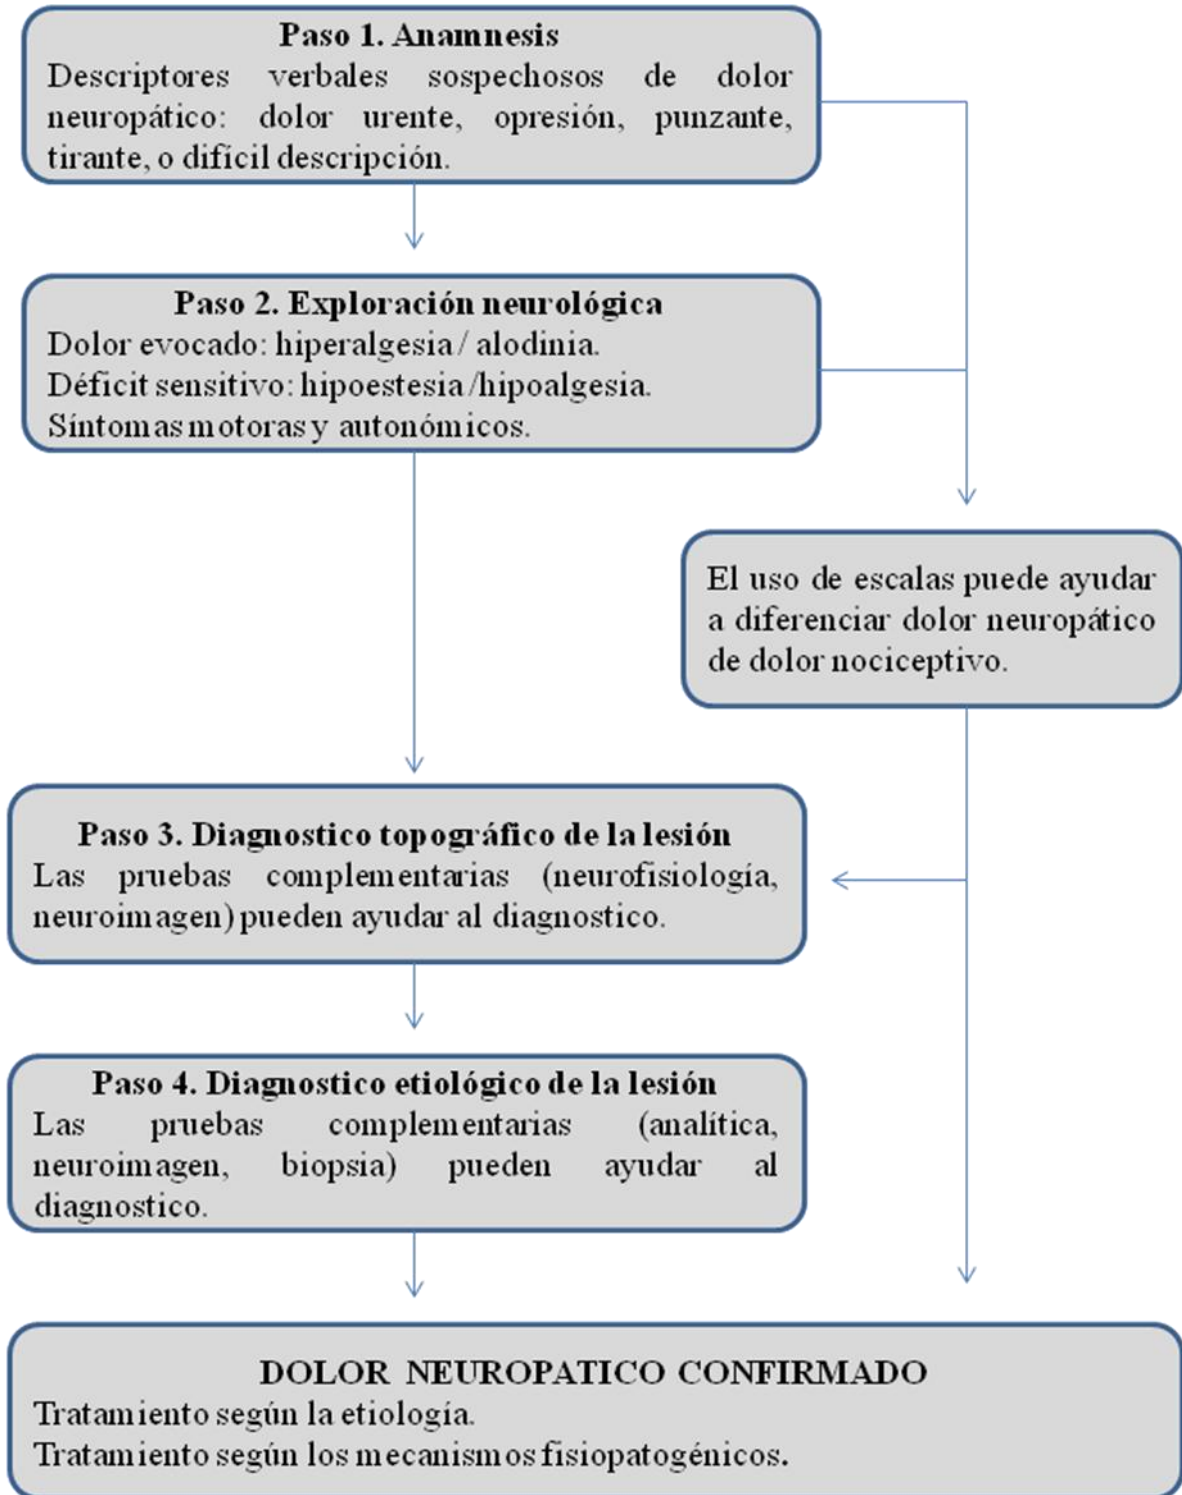 Paso 1. Anamnesis
Descriptores verbales sospechosos de dolor
neuropático: dolor urente, opresión, punzante,
tirante, o difícil descripción.
Paso 2. Exploración neurológica
Dolor evocado: hiperalgesia / alodinia.
Déficit sensitivo: hipoestesia /hipoalgesia.
Síntomas motoras y autonómicos.
El uso de escalas puede ayudar
a diferenciar dolor neuropático
de dolor nociceptivo.
Paso 3. Diagnostico topográfico de la lesión
Las pruebas complementarias (neurofisiología,
neuroimagen) pueden ayudar al diagnostico.
Paso 4. Diagnostico etiológico de la lesión
Las pruebas complementarias (analítica,
neuroimagen, biopsia) pueden ayudar al
diagnostico.
DOLOR NEUROPATICO CONFIRMADO
Tratamiento según la etiología.
Tratamiento según los mecanismos fisiopatogénicos.